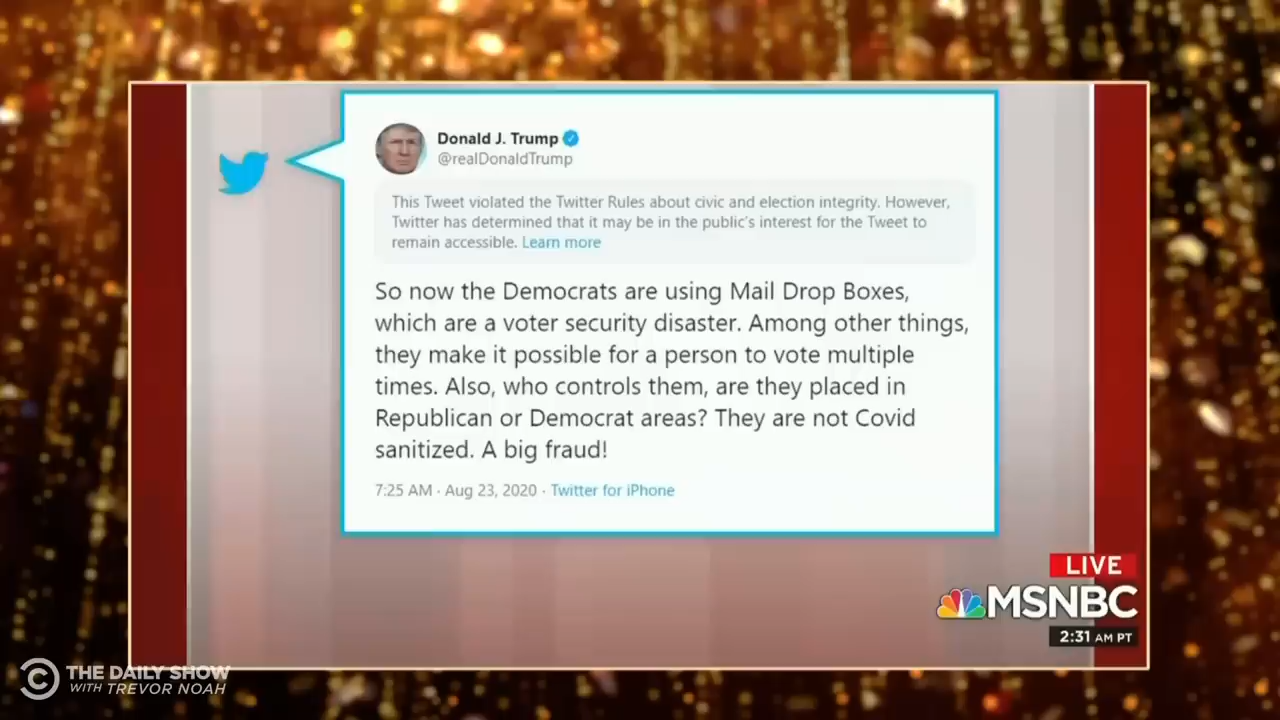 Donald J. Trump
@realDonaldTrump
This Tweet violated the Twitter Rules about civic and election integrity. However,
Twitter has determined that it may be in the public's interest for the Tweet to
remain accessible. Learn more
So now the Democrats are using Mail Drop Boxes,
which are a voter security disaster. Among other things,
they make it possible for a person to vote multiple
times. Also, who controls them, are they placed in
Republican or Democrat areas? They are not Covid
sanitized. A big fraud!
7:25 AM · Aug 23, 2020 · Twitter for iPhone
LIVE
MSNBC
2:31 AM PT
THE DAILY SHOW
WITH TREVOR NOAH